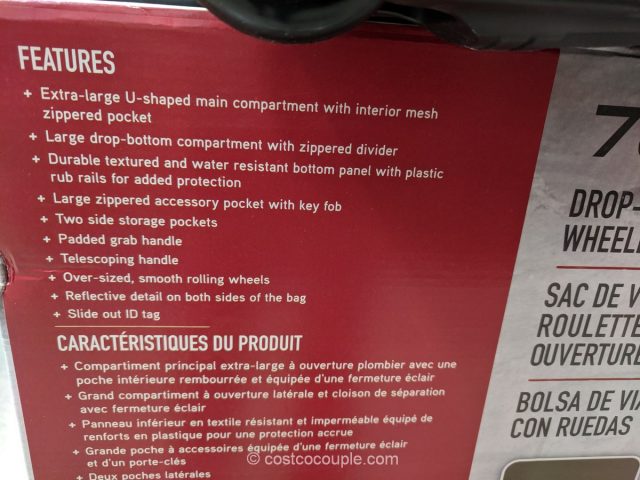 FEATURES
+ Extra-large U-shaped main compartment with interior mesh
zippered pocket
+ Large drop-bottom compartment with zippered divider
+ Durable textured and water resistant bottom panel with plastic
rub rails for added protection
+ Large zippered accessory pocket with key fob
+ Two side storage pockets
+ Padded grab handle
+ Telescoping handle
+ Over-sized, smooth rolling wheels
+ Reflective detail on both sides of the bag
+ Slide out ID tag
CARACTÉRISTIQUES DU PRODUIT
+ Compartiment principal extra-large à ouverture plombier avec une
poche intérieure rembourrée et équipée d'une fermeture éclair
+ Grand compartiment à ouverture latérale et cloison de séparation
avec fermeture éclair
+ Panneau inférieur en textile résistant et imperméable équipé de
renforts en plastique pour une protection accrue
+ Grande poche à accessoires équipée d'une fermeture éclair
et d'un porte-clés
+ Deux poches latérales
DROP-
WHEEL
SAC DE V
ROULETTE
OUVERTURE
BOLSA DE VIA
CON RUEDAS
© costcocouple.com